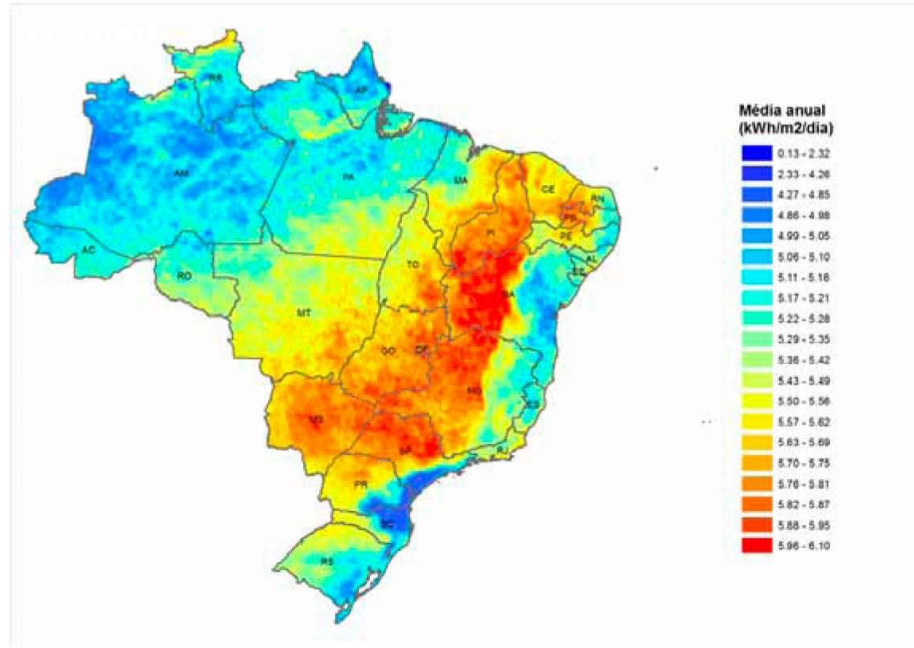 RR
AP
AM
PA
MA
CE
RN
PB
PE
PI
AL
SE
AC
TO
BA
RO
MT
GO
DF
MG
MS
ES
SP
RJ
PR
SC
RS
Média anual
(kWh/m2/dia)
0.13 - 2.32
2.33 - 4.26
4.27 - 4.85
4.86 - 4.98
4.99 - 5.05
5.06 - 5.10
5.11 - 5.16
5.17 - 5.21
5.22 - 5.28
5.29 - 5.35
5.36 - 5.42
5.43 - 5.49
5.50 - 5.56
5.57 - 5.62
5.63 - 5.69
5.70 - 5.75
5.76 - 5.81
5.82 - 5.87
5.88 - 5.95
5.96 - 6.10